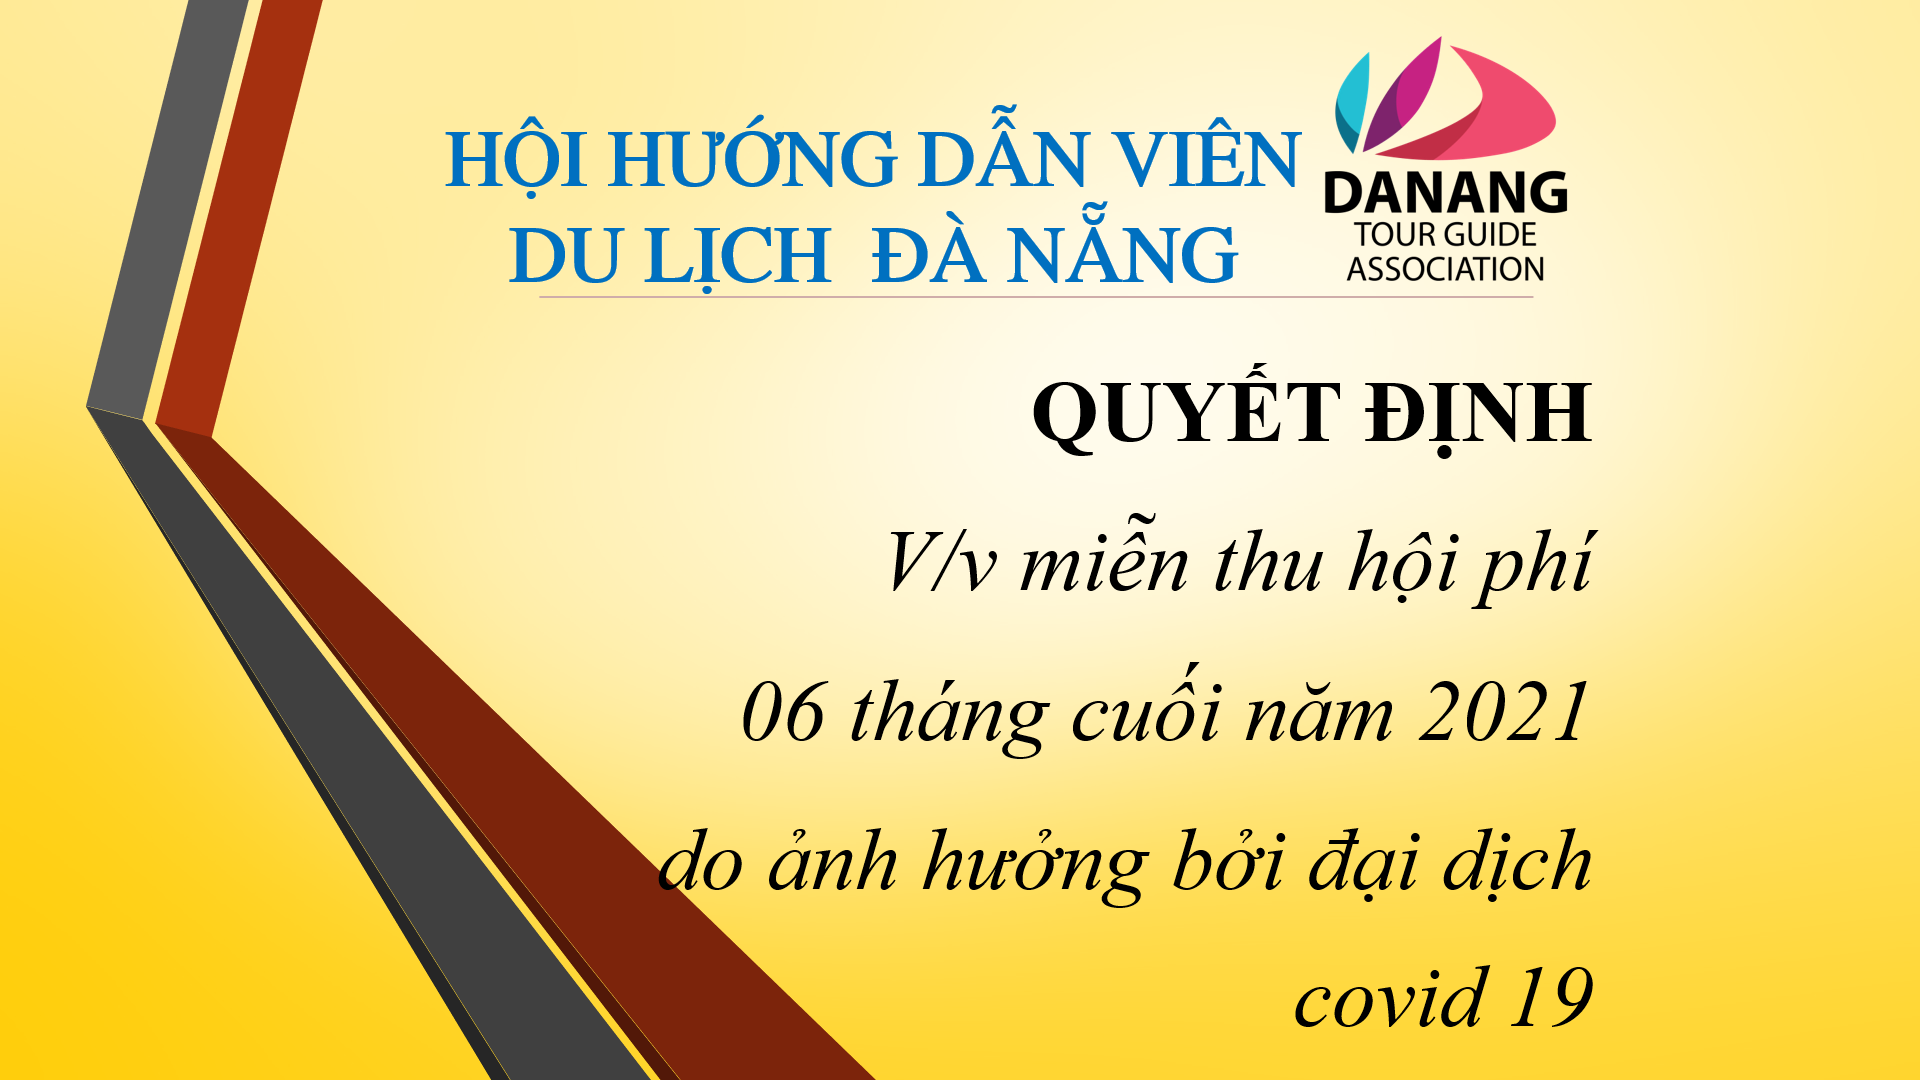 HỘI HƯỚNG DẪN VIÊN
DU LỊCH ĐÀ NẴNG
DANANG
TOUR GUIDE
ASSOCIATION
QUYẾT ĐỊNH
V/v miễn thu hội phí
06 tháng cuối năm 2021
do ảnh hưởng bởi đại dịch
covid 19